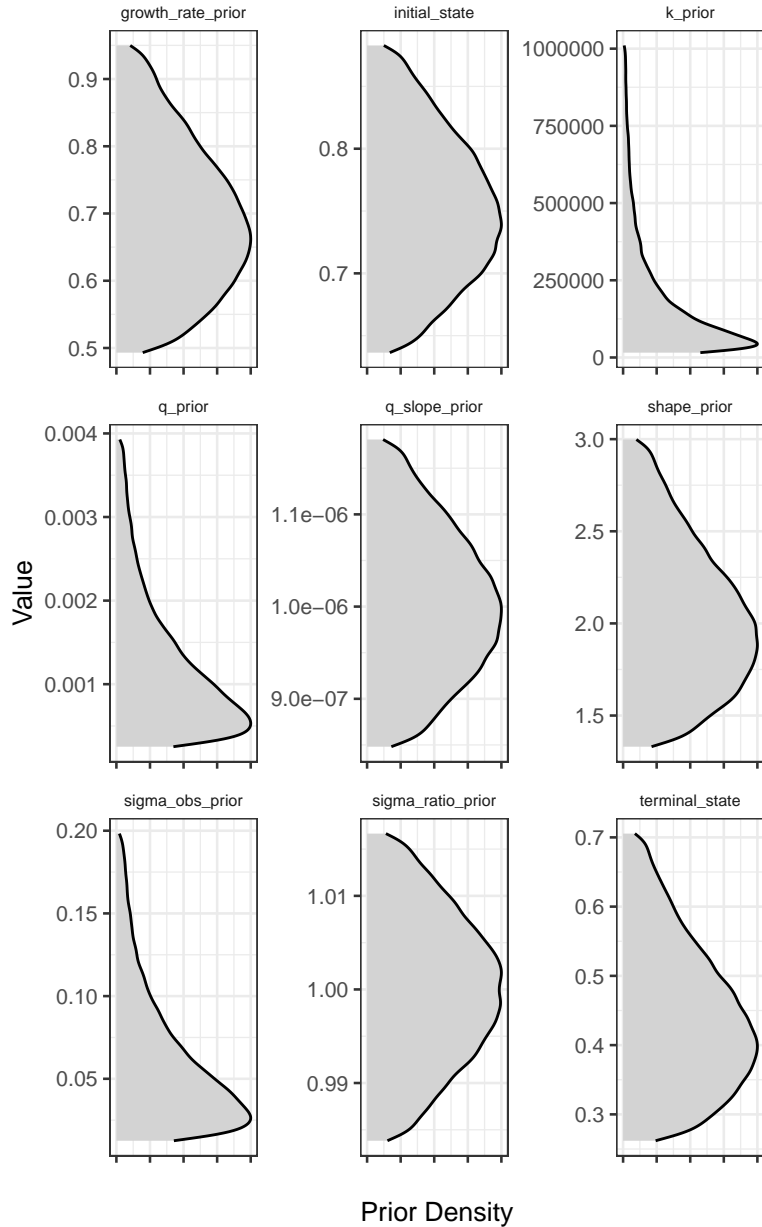 growth_rate_prior
initial_state
k_prior
0.9
0.8
0.7
0.6
0.5
0.8
0.7
1000000
750000
500000
250000
0
q_prior
q_slope_prior
shape_prior
0.004
0.003
0.002
0.001
1.1e−06
1.0e−06
9.0e−07
3.0
2.5
2.0
1.5
Value
sigma_obs_prior
sigma_ratio_prior
terminal_state
0.20
0.15
0.10
0.05
1.01
1.00
0.99
0.7
0.6
0.5
0.4
0.3
Prior Density